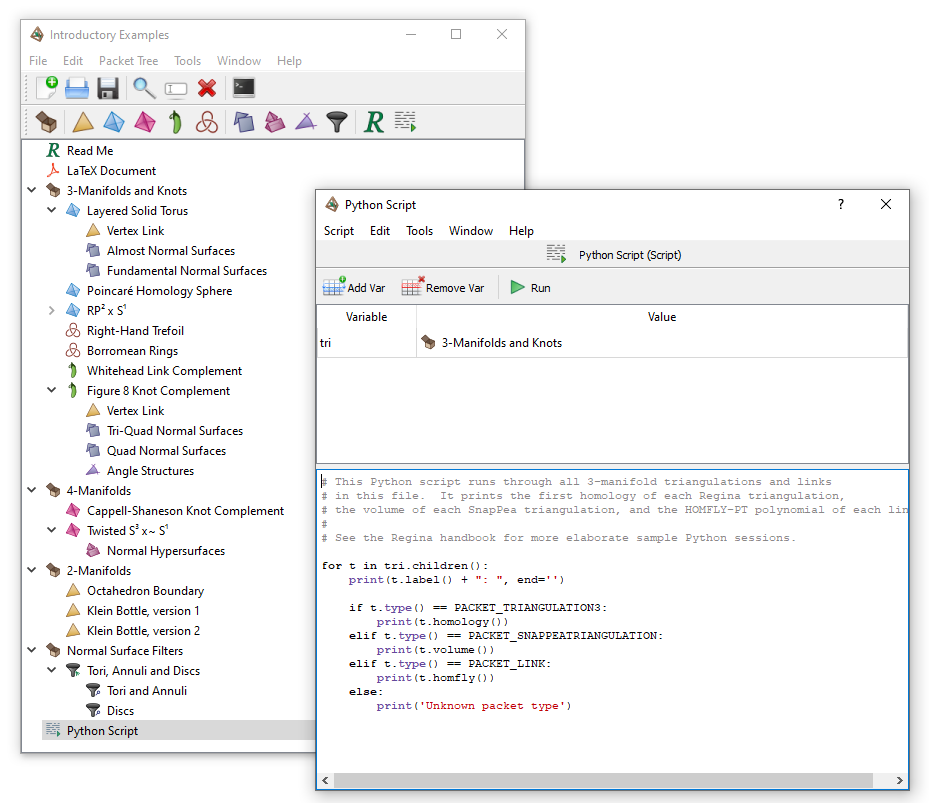 Introductory Examples
File Edit Packet Tree Tools Window Help
R
Read Me
LaTeX Document
3-Manifolds and Knots
Layered Solid Torus
Vertex Link
Almost Normal Surfaces
Fundamental Normal Surfaces
Poincaré Homology Sphere
RP² x S¹
Right-Hand Trefoil
Borromean Rings
Whitehead Link Complement
Figure 8 Knot Complement
Vertex Link
Tri-Quad Normal Surfaces
Quad Normal Surfaces
Angle Structures
4-Manifolds
Cappell-Shaneson Knot Complement
Twisted S³ x~ S¹
Normal Hypersurfaces
2-Manifolds
Octahedron Boundary
Klein Bottle, version 1
Klein Bottle, version 2
Normal Surface Filters
Tori, Annuli and Discs
Tori and Annuli
Discs
Python Script
Python Script
Script Edit Tools Window Help
Python Script (Script)
Add Var Remove Var Run
Variable Value
tri 3-Manifolds and Knots
# This Python script runs through all 3-manifold triangulations and links
# in this file.  It prints the first homology of each Regina triangulation,
# the volume of each SnapPea triangulation, and the HOMFLY-PT polynomial of each lin
#
# See the Regina handbook for more elaborate sample Python sessions.
for t in tri.children():
    print(t.label() + ": ", end='')
    if t.type() == PACKET_TRIANGULATION3:
        print(t.homology())
    elif t.type() == PACKET_SNAPPEATRIANGULATION:
        print(t.volume())
    elif t.type() == PACKET_LINK:
        print(t.homfly())
    else:
        print('Unknown packet type')